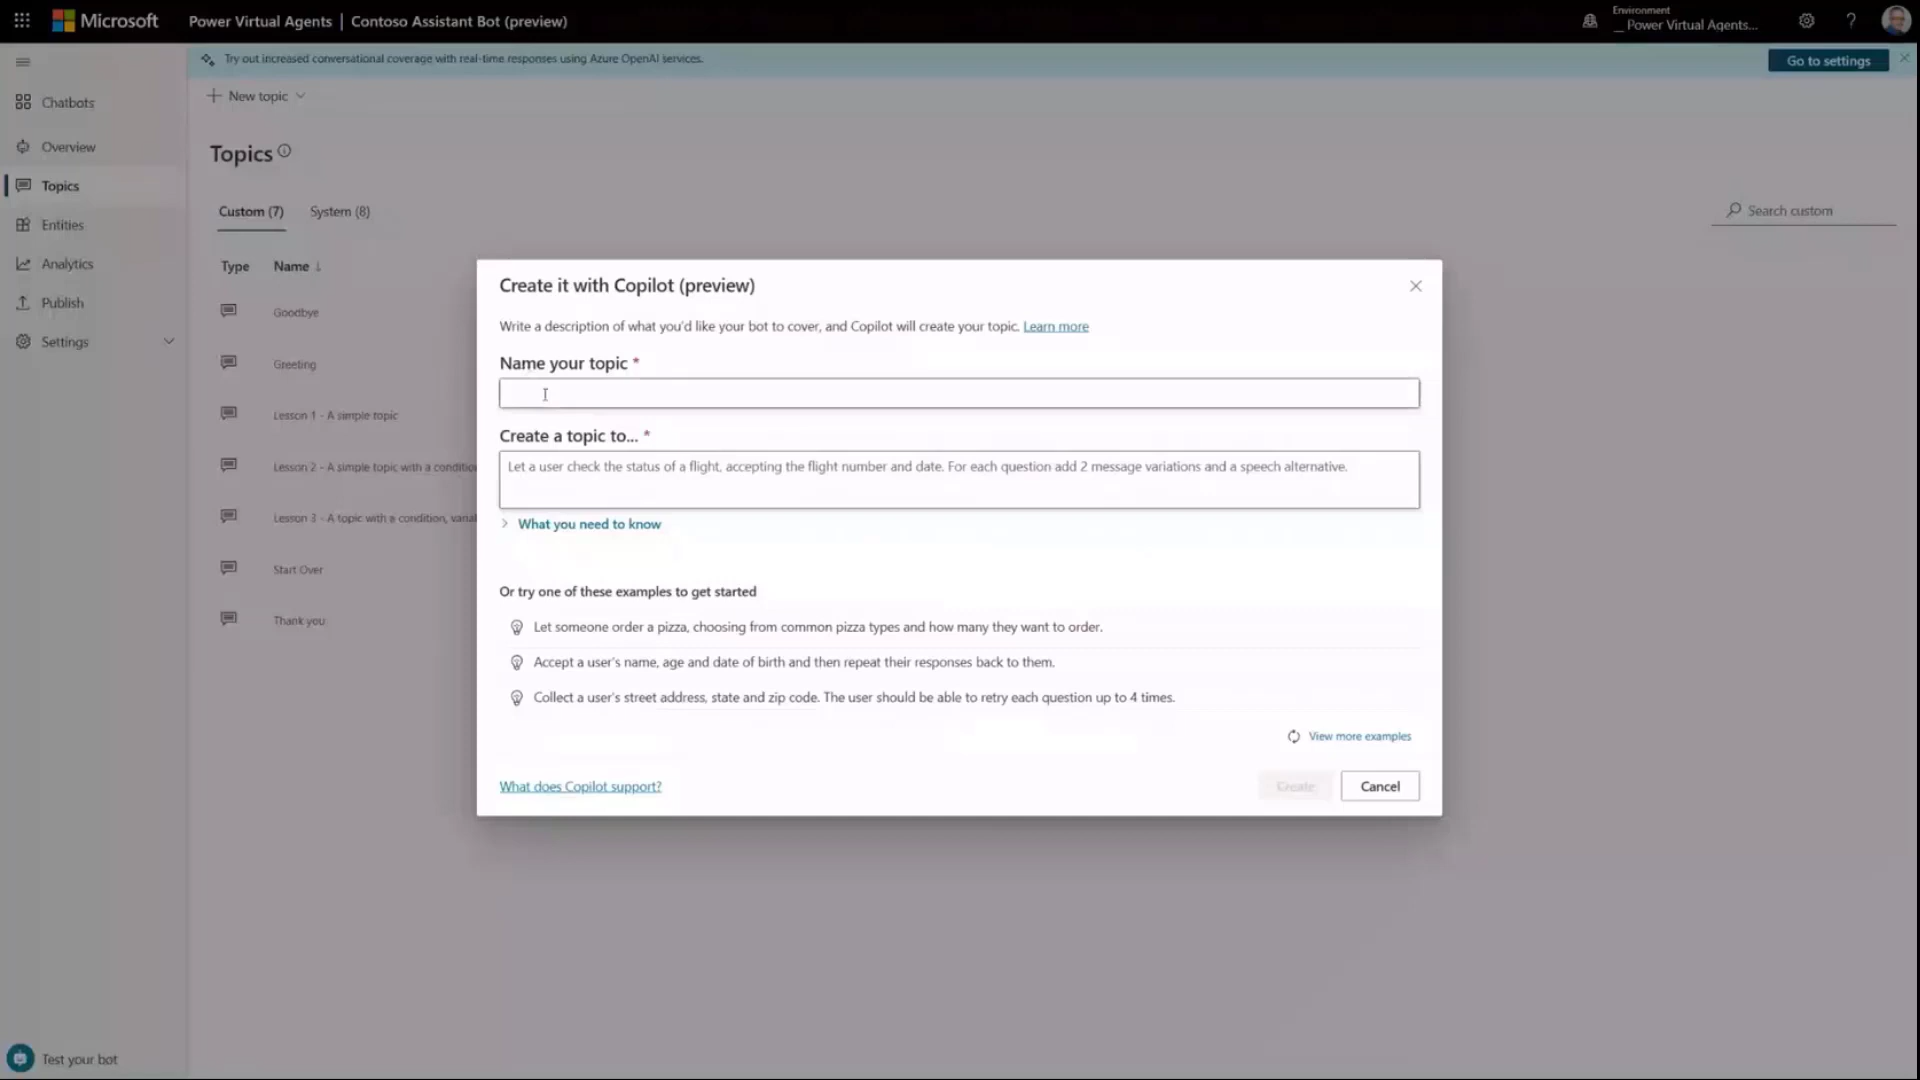 Microsoft Power Virtual Agents | Contoso Assistant Bot (preview)
Environment
_ Power Virtual Agents...
?
Try out increased conversational coverage with real-time responses using Azure OpenAI services.
Go to settings
New topic
Chatbots
Overview
Topics
Entities
Analytics
Publish
Settings
Topics
Custom (7) System (8)
Search custom
Type Name ↓
Goodbye
Greeting
Lesson 1 - A simple topic
Lesson 2 - A simple topic with a conditio
Lesson 3 - A topic with a condition, varia
Start Over
Thank you
Create it with Copilot (preview)
Write a description of what you'd like your bot to cover, and Copilot will create your topic. Learn more
Name your topic *
Create a topic to... *
Let a user check the status of a flight, accepting the flight number and date. For each question add 2 message variations and a speech alternative.
What you need to know
Or try one of these examples to get started
Let someone order a pizza, choosing from common pizza types and how many they want to order.
Accept a user's name, age and date of birth and then repeat their responses back to them.
Collect a user's street address, state and zip code. The user should be able to retry each question up to 4 times.
View more examples
What does Copilot support?
Create
Cancel
Test your bot